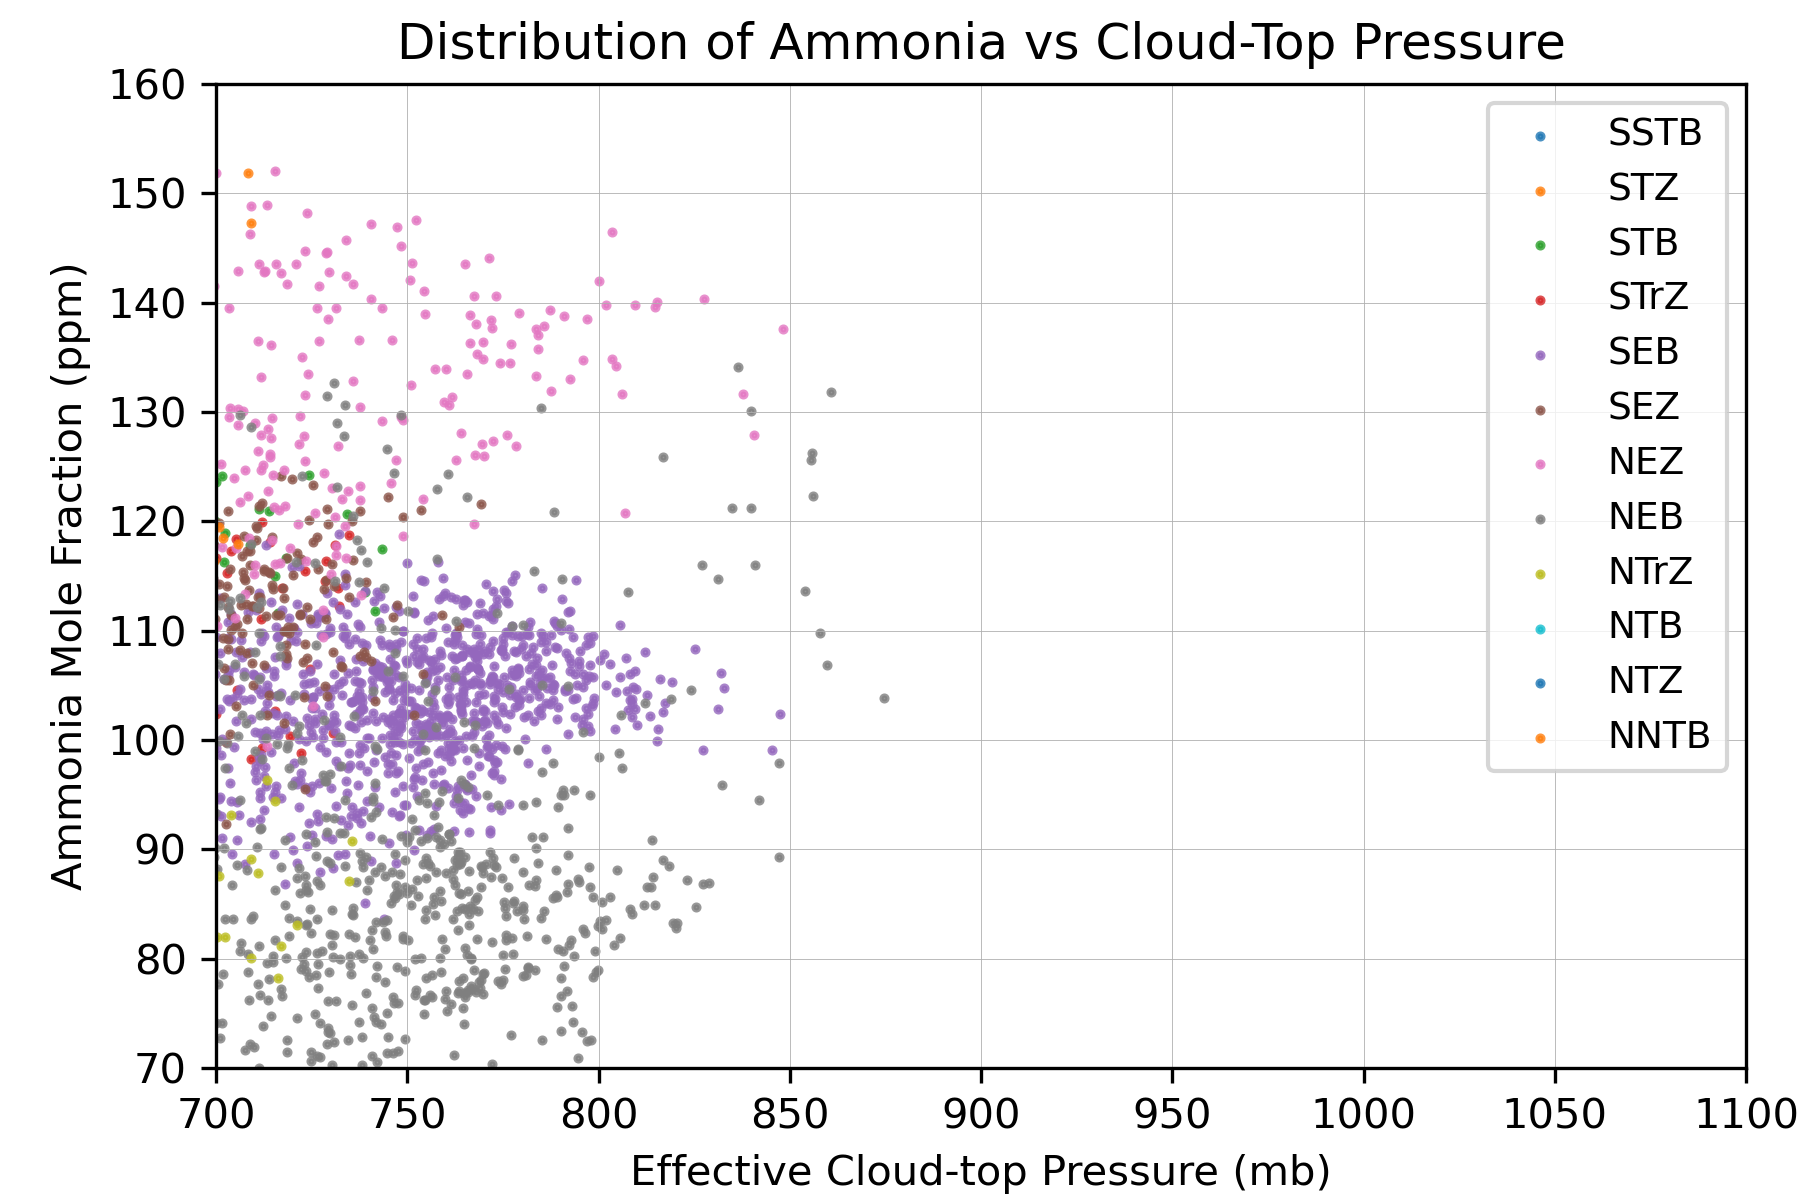 Distribution of Ammonia vs Cloud-Top Pressure
160
150
140
130
120
110
100
90
80
70
Ammonia Mole Fraction (ppm)
SSTB
STZ
STB
STrZ
SEB
SEZ
NEZ
NEB
NTrZ
NTB
NTZ
NNTB
700 750 800 850 900 950 1000 1050 1100
Effective Cloud-top Pressure (mb)